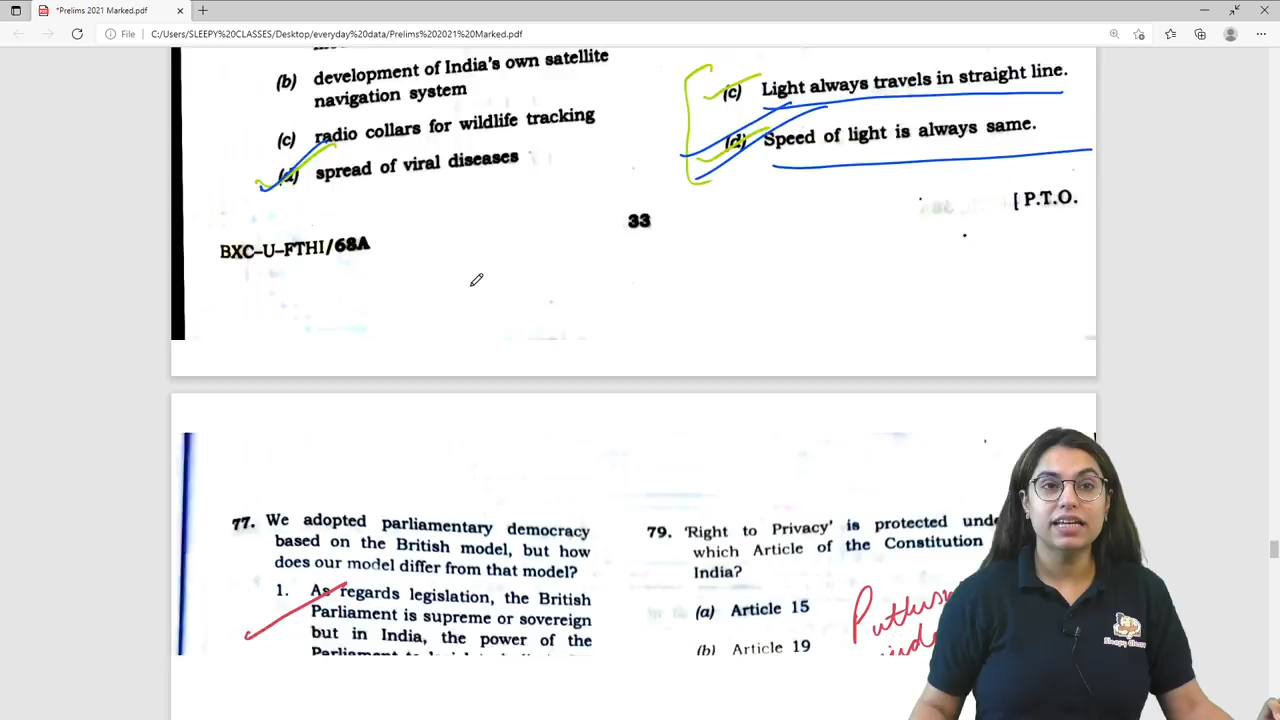 *Prelims 2021 Marked.pdf
File
C:/Users/SLEEPY%20CLASSES/Desktop/everyday%20data/Prelims%202021%20Marked.pdf
(b) development of India's own satellite
navigation system
(c) radio collars for wildlife tracking
(d) spread of viral diseases
BXC–U–FTHI/68A
(c) Light always travels in straight line.
(d) Speed of light is always same.
33
[ P.T.O.
77. We adopted parliamentary democracy
based on the British model, but how
does our model differ from that model?
1. As regards legislation, the British
Parliament is supreme or sovereign
but in India, the power of the
79. 'Right to Privacy' is protected
which Article of the Constitution
India?
(a) Article 15
(b) Article 19